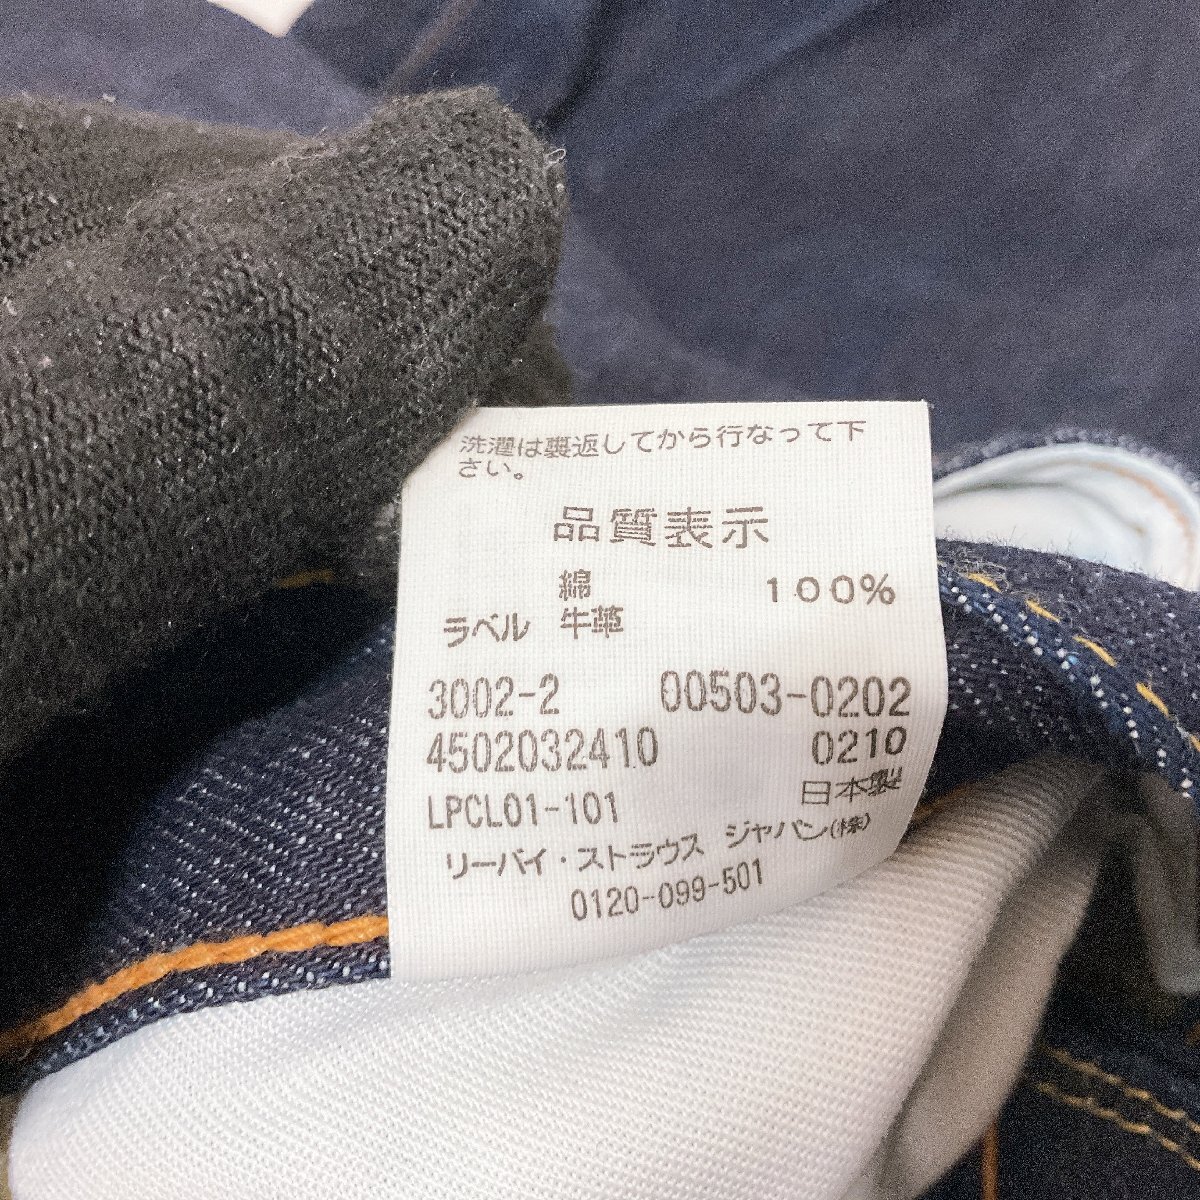 洗濯は裏返してから行なって下
さい。
品質表示
綿 100%
ラベル 牛革
3002-2 00503-0202
4502032410 0210
LPCL01-101 日本製
リーバイ・ストラウス ジャパン(株)
0120-099-501